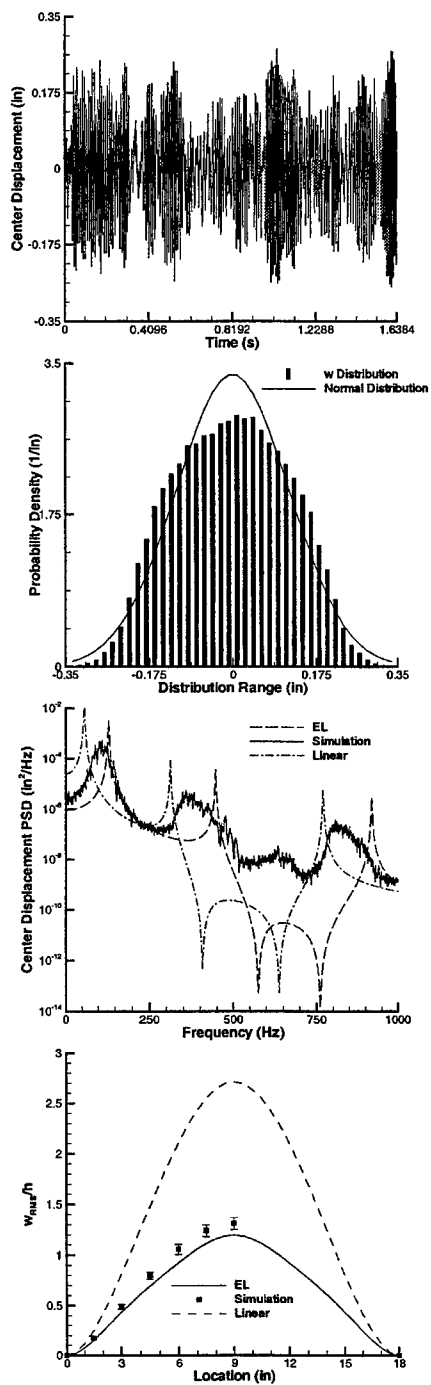 0.35
0.175
0
-0.175
-0.35
Center Displacement (in)
0 0.4096 0.8192 1.2288 1.6384
Time (s)
3.5
1.75
0
Probability Density (1/in)
w Distribution
Normal Distribution
-0.35 -0.175 0 0.175 0.35
Distribution Range (in)
10⁻²
10⁻⁴
10⁻⁶
10⁻⁸
10⁻¹⁰
10⁻¹²
10⁻¹⁴
Center Displacement PSD (in²/Hz)
EL
Simulation
Linear
0 250 500 750 1000
Frequency (Hz)
3
2.5
2
1.5
1
0.5
0
w_RMS/h
EL
Simulation
Linear
0 3 6 9 12 15 18
Location (in)